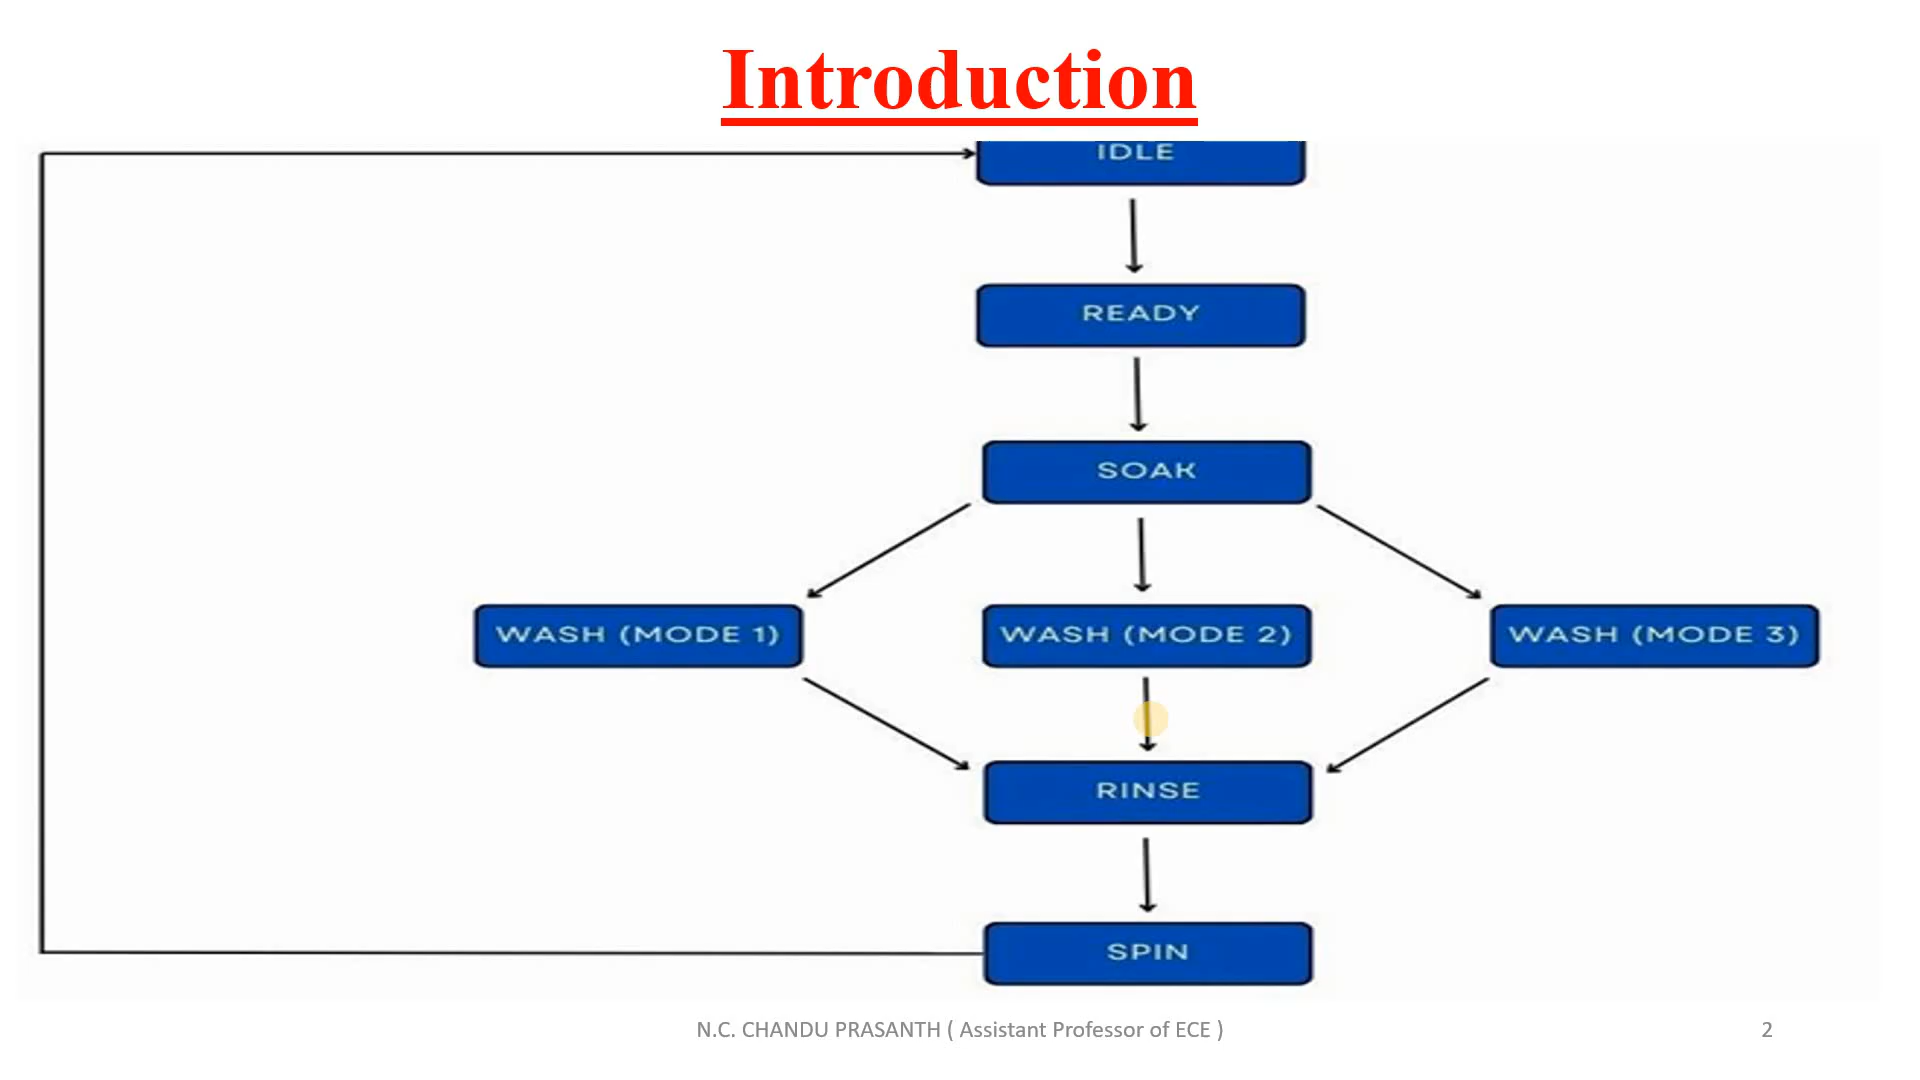 Introduction
IDLE
READY
SOAK
WASH (MODE 1)
WASH (MODE 2)
WASH (MODE 3)
RINSE
SPIN
N.C. CHANDU PRASANTH ( Assistant Professor of ECE )
2